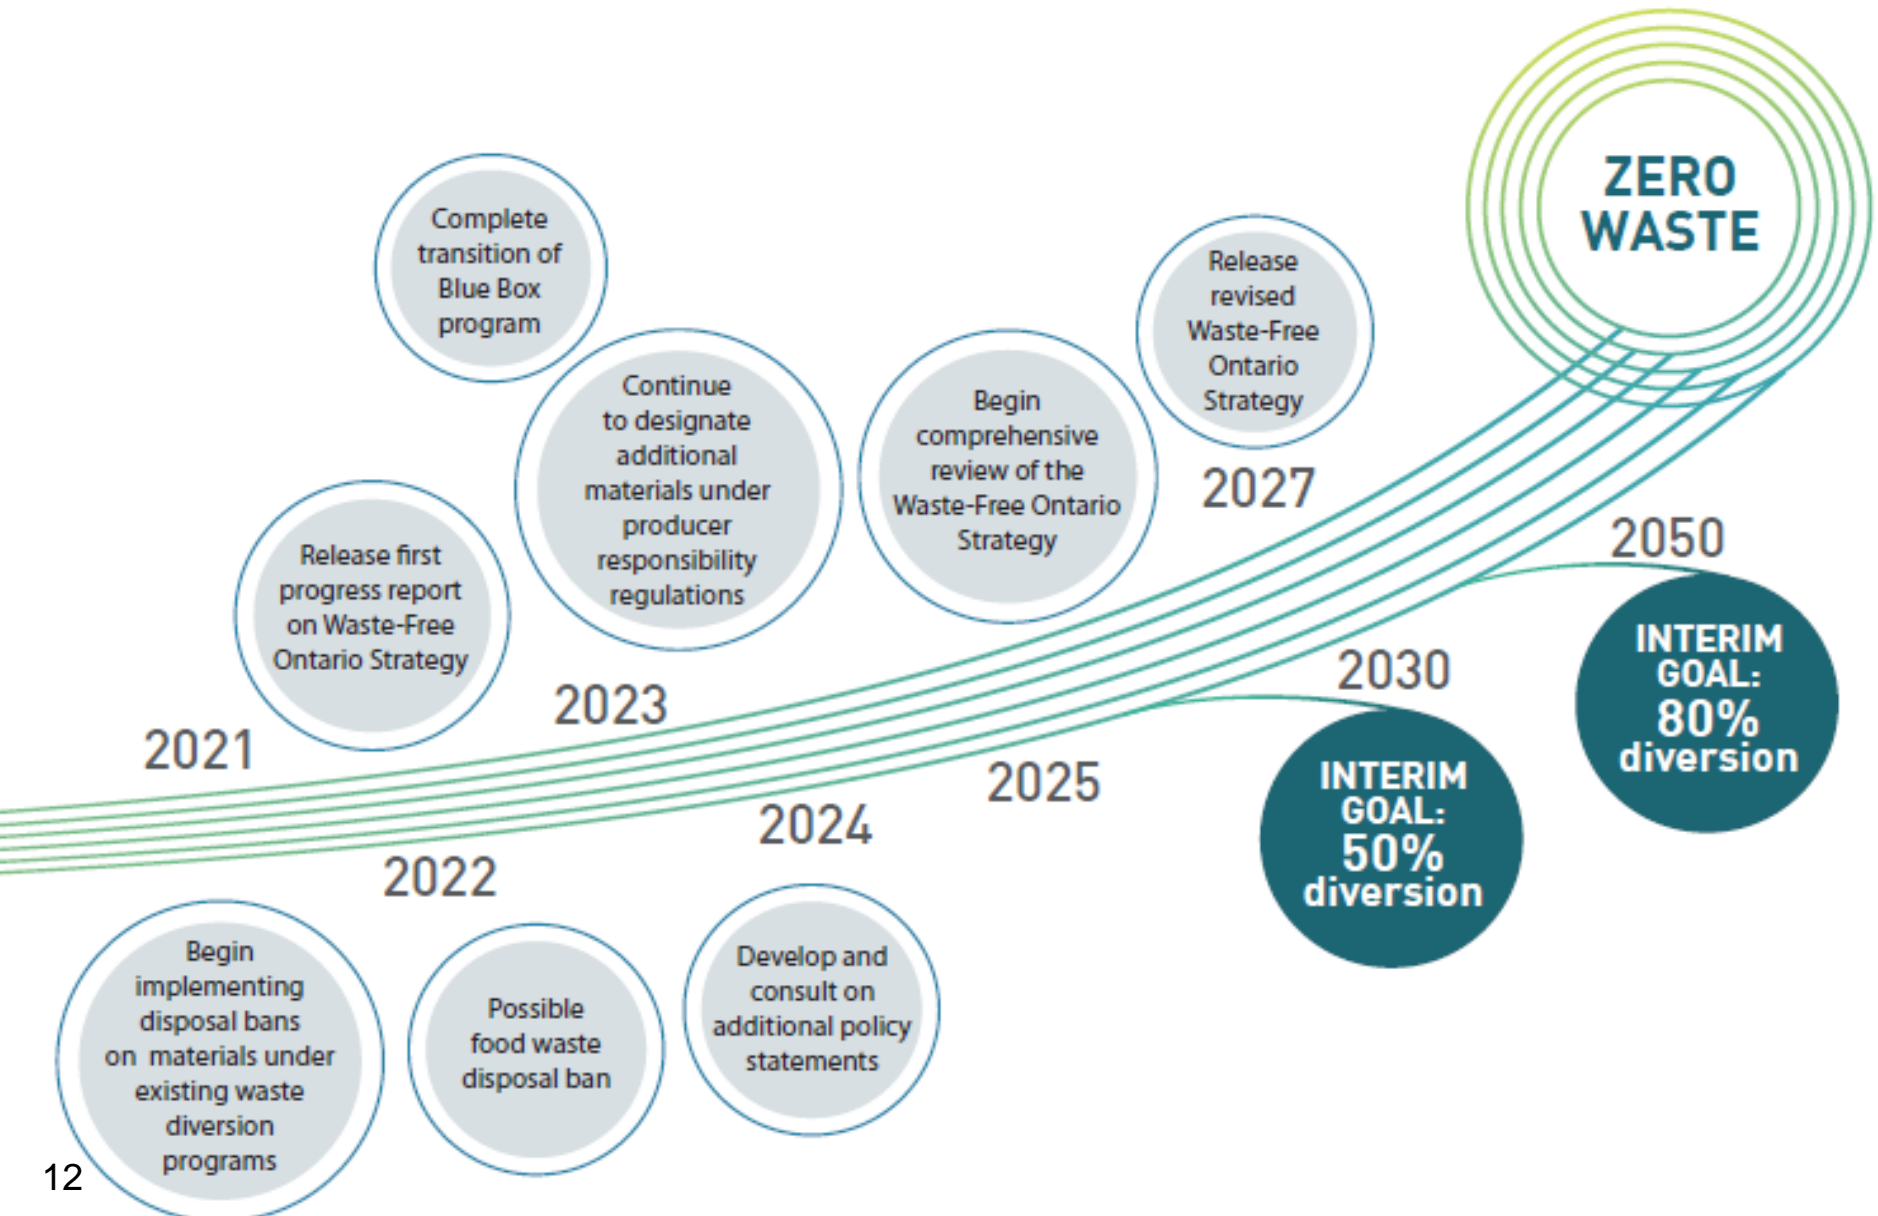 ZERO
WASTE
Complete
transition of
Blue Box
program
Release
revised
Waste-Free
Ontario
Strategy
2027
Continue
to designate
additional
materials under
producer
responsibility
regulations
Begin
comprehensive
review of the
Waste-Free Ontario
Strategy
Release first
progress report
on Waste-Free
Ontario Strategy
2021
2023
2022
2024
2025
2030
2050
INTERIM
GOAL:
80%
diversion
INTERIM
GOAL:
50%
diversion
Begin
implementing
disposal bans
on materials under
existing waste
diversion
programs
Possible
food waste
disposal ban
Develop and
consult on
additional policy
statements
12